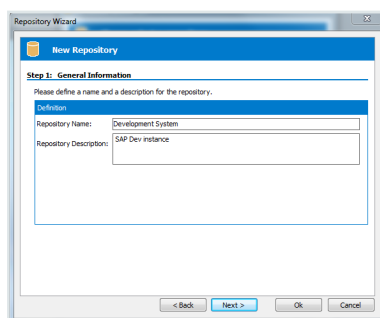 Repository Wizard
New Repository
Step 1: General Information
Please define a name and a description for the repository.
Definition
Repository Name: Development System
Repository Description: SAP Dev instance
< Back Next > Ok Cancel